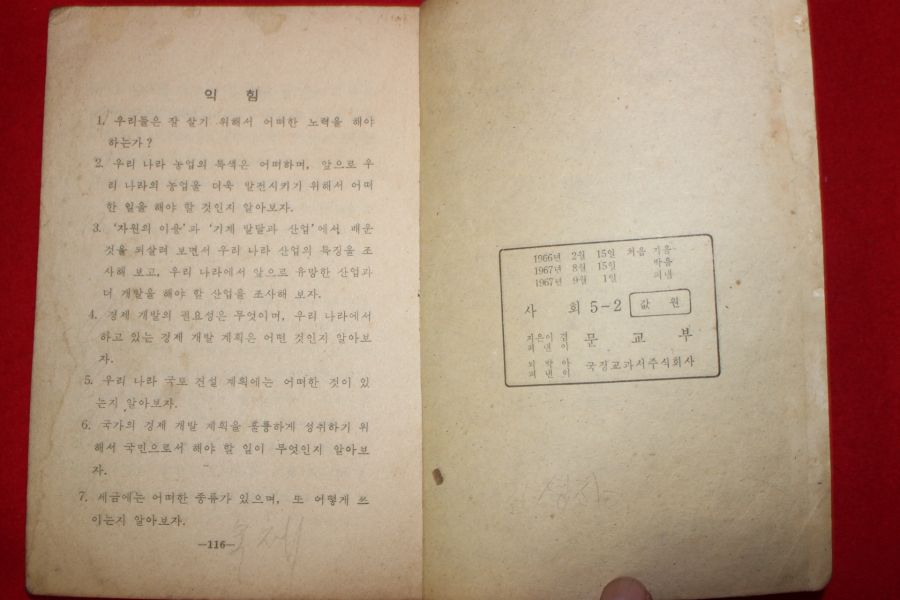 익 힘
1. 우리들은 잘 살기 위해서 어떠한 노력을 해야
하는가?
2. 우리 나라 농업의 특색은 어떠하며, 앞으로 우
리 나라의 농업을 더욱 발전시키기 위해서 어떠
한 일을 해야 할 것인지 알아보자.
3. '자원의 이용'과 '기계 발달과 산업'에서 배운
것을 되살려 보면서 우리 나라 산업의 특징을 조
사해 보고, 우리 나라에서 앞으로 유망한 산업과
더 개발을 해야 할 산업을 조사해 보자.
4. 경제 개발의 필요성은 무엇이며, 우리 나라에서
하고 있는 경제 개발 계획은 어떤 것인지 알아보
자.
5. 우리 나라 국토 건설 계획에는 어떠한 것이 있
는지 알아보자.
6. 국가의 경제 개발 계획을 훌륭하게 성취하기 위
해서 국민으로서 해야 할 일이 무엇인지 알아보
자.
7. 세금에는 어떠한 종류가 있으며, 또 어떻게 쓰
이는지 알아보자.
—116—
1966년 2월 15일 처음 지음
1967년 8월 15일 박음
1967년 9월 1일 펴냄
사 회 5-2 값 원
지은이 겸
펴낸이 문 교 부
박아
펴낸이 국정교과서주식회사